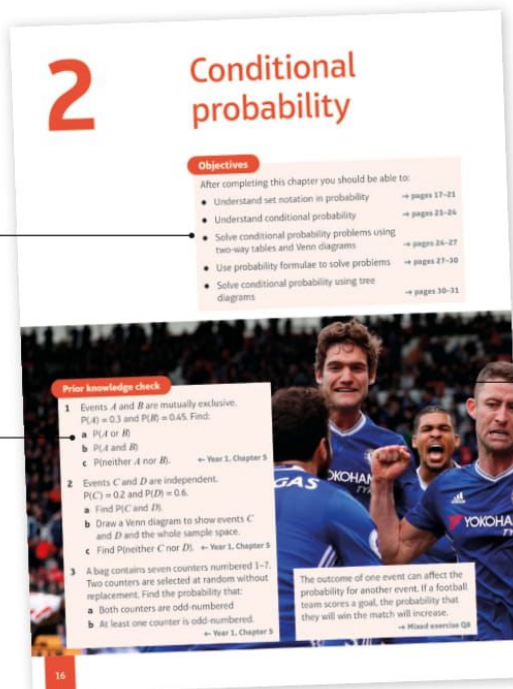 2
Conditional
probability
Objectives
After completing this chapter you should be able to:
• Understand set notation in probability → pages 17–21
• Understand conditional probability → pages 21–24
• Solve conditional probability problems using
two-way tables and Venn diagrams → pages 24–27
• Use probability formulae to solve problems → pages 27–30
• Solve conditional probability using tree
diagrams → pages 30–31
Prior knowledge check
1 Events A and B are mutually exclusive.
P(A) = 0.3 and P(B) = 0.45. Find:
a P(A or B)
b P(A and B)
c P(neither A nor B). ← Year 1, Chapter 5
2 Events C and D are independent.
P(C) = 0.2 and P(D) = 0.6.
a Find P(C and D).
b Draw a Venn diagram to show events C
and D and the whole sample space.
c Find P(neither C nor D). ← Year 1, Chapter 5
3 A bag contains seven counters numbered 1–7.
Two counters are selected at random without
replacement. Find the probability that:
a Both counters are odd-numbered
b At least one counter is odd-numbered.
← Year 1, Chapter 5
GAS
YOKOHA
The outcome of one event can affect the
probability for another event. If a football
team scores a goal, the probability that
they will win the match will increase.
→ Mixed exercise Q8
16